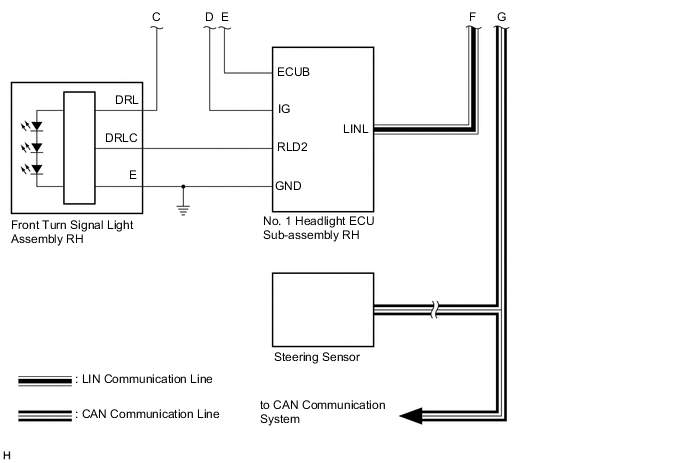 C D E F G
ECUB
IG
DRL
LINL
DRLC
RLD2
E
GND
Front Turn Signal Light
Assembly RH
No. 1 Headlight ECU
Sub-assembly RH
Steering Sensor
: LIN Communication Line
: CAN Communication Line
to CAN Communication
System
H